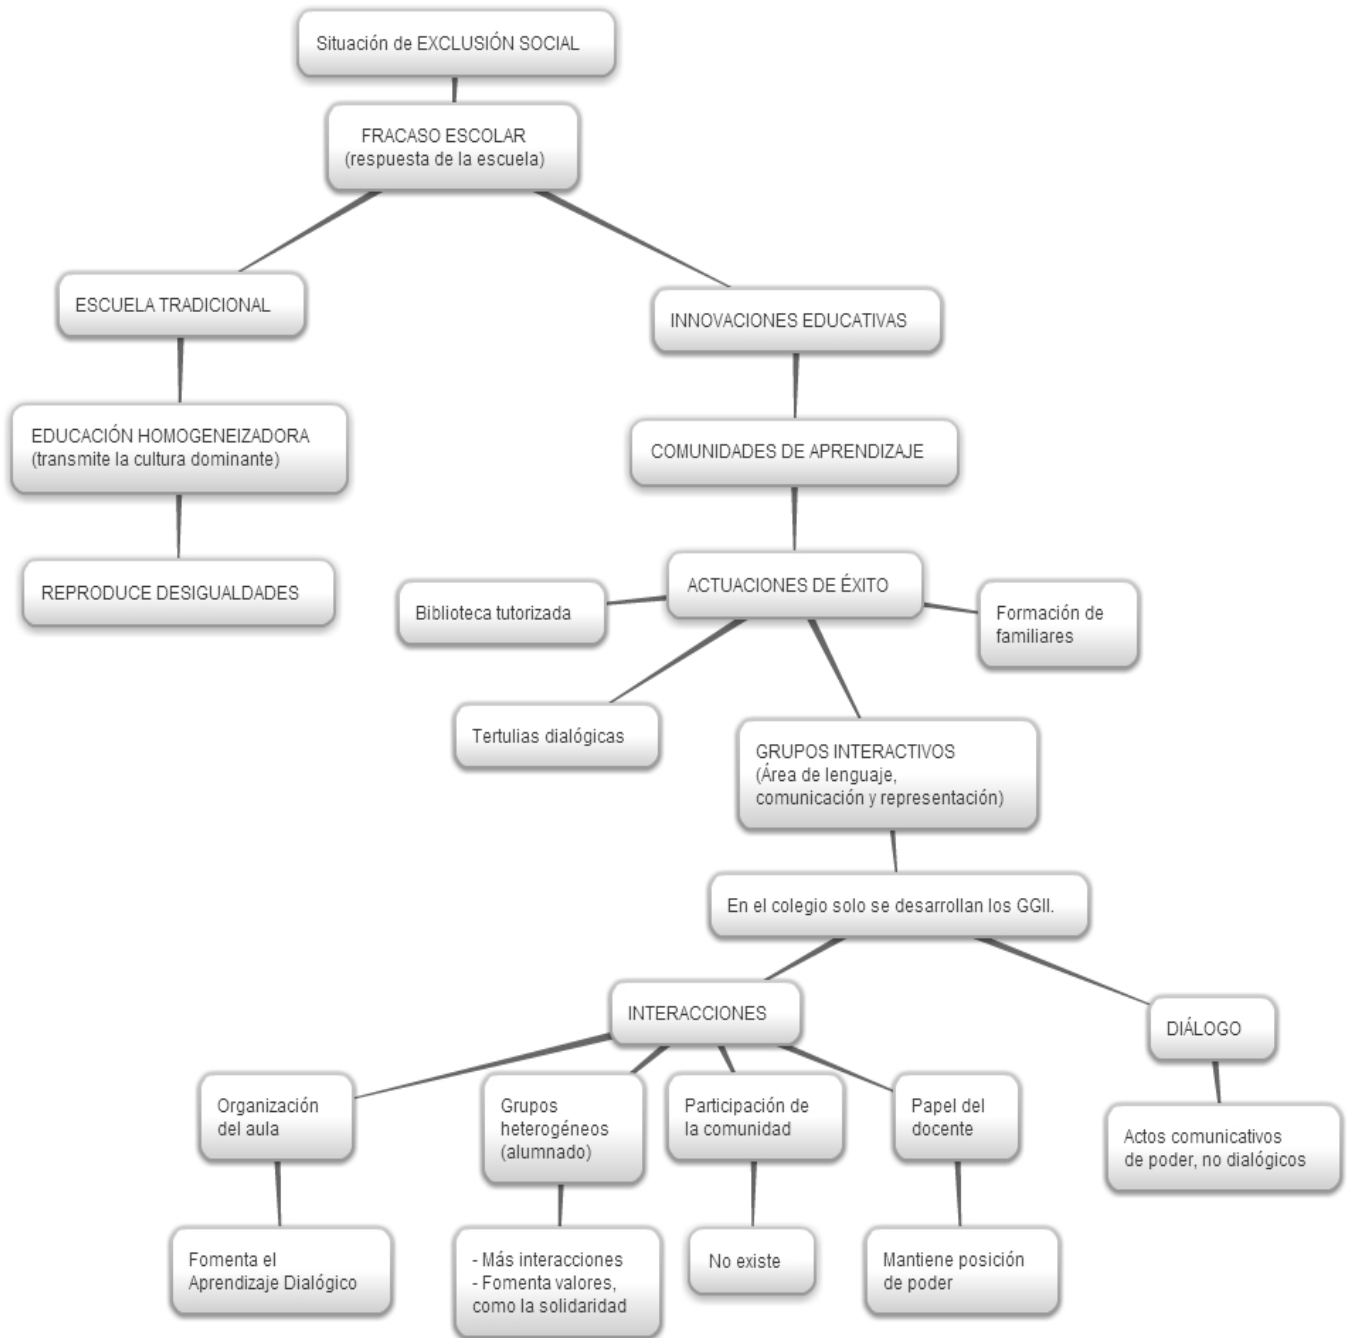 Situación de EXCLUSIÓN SOCIAL
FRACASO ESCOLAR
(respuesta de la escuela)
ESCUELA TRADICIONAL
INNOVACIONES EDUCATIVAS
EDUCACIÓN HOMOGENEIZADORA
(transmite la cultura dominante)
COMUNIDADES DE APRENDIZAJE
REPRODUCE DESIGUALDADES
ACTUACIONES DE ÉXITO
Biblioteca tutorizada
Formación de
familiares
Tertulias dialógicas
GRUPOS INTERACTIVOS
(Área de lenguaje,
comunicación y representación)
En el colegio solo se desarrollan los GGII.
INTERACCIONES
DIÁLOGO
Organización
del aula
Grupos
heterogéneos
(alumnado)
Participación de
la comunidad
Papel del
docente
Actos comunicativos
de poder, no dialógicos
Fomenta el
Aprendizaje Dialógico
- Más interacciones
- Fomenta valores,
como la solidaridad
No existe
Mantiene posición
de poder